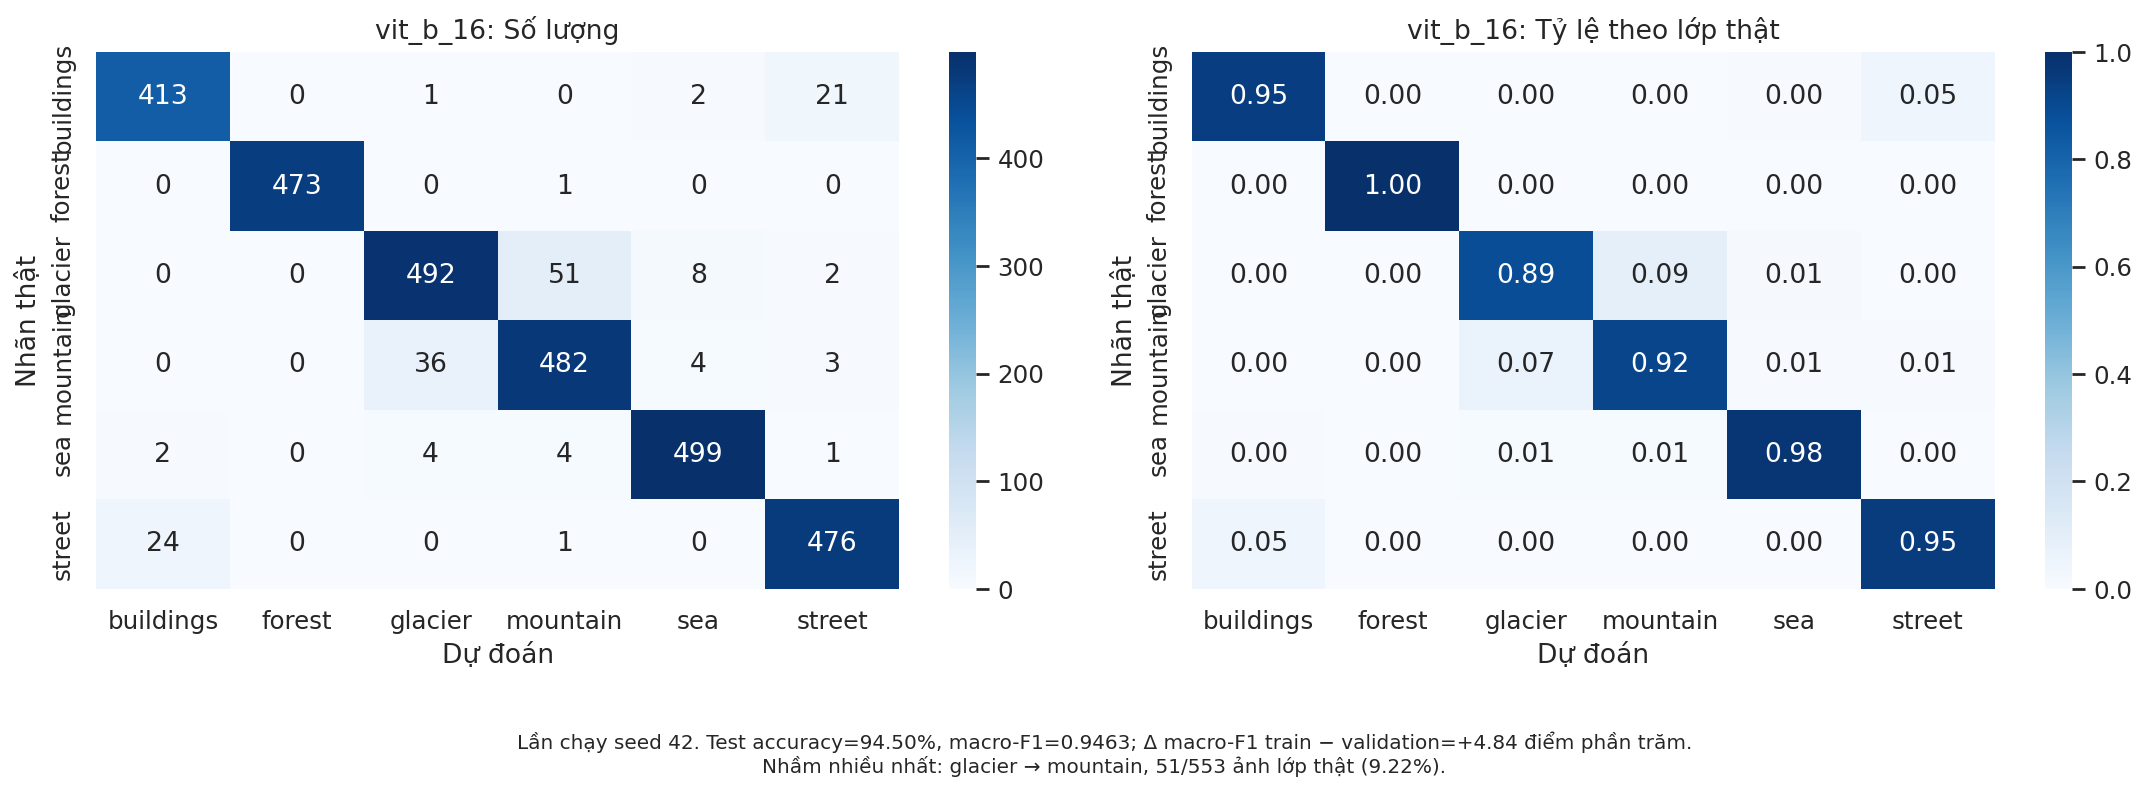 vit_b_16: Số lượng
Nhãn thật
buildings 413 0 1 0 2 21
forest 0 473 0 1 0 0
glacier 0 0 492 51 8 2
mountain 0 0 36 482 4 3
sea 2 0 4 4 499 1
street 24 0 0 1 0 476
buildings forest glacier mountain sea street
Dự đoán
400
300
200
100
0
vit_b_16: Tỷ lệ theo lớp thật
Nhãn thật
buildings 0.95 0.00 0.00 0.00 0.00 0.05
forest 0.00 1.00 0.00 0.00 0.00 0.00
glacier 0.00 0.00 0.89 0.09 0.01 0.00
mountain 0.00 0.00 0.07 0.92 0.01 0.01
sea 0.00 0.00 0.01 0.01 0.98 0.00
street 0.05 0.00 0.00 0.00 0.00 0.95
buildings forest glacier mountain sea street
Dự đoán
1.0
0.8
0.6
0.4
0.2
0.0
Lần chạy seed 42. Test accuracy=94.50%, macro-F1=0.9463; Δ macro-F1 train − validation=+4.84 điểm phần trăm.
Nhầm nhiều nhất: glacier → mountain, 51/553 ảnh lớp thật (9.22%).